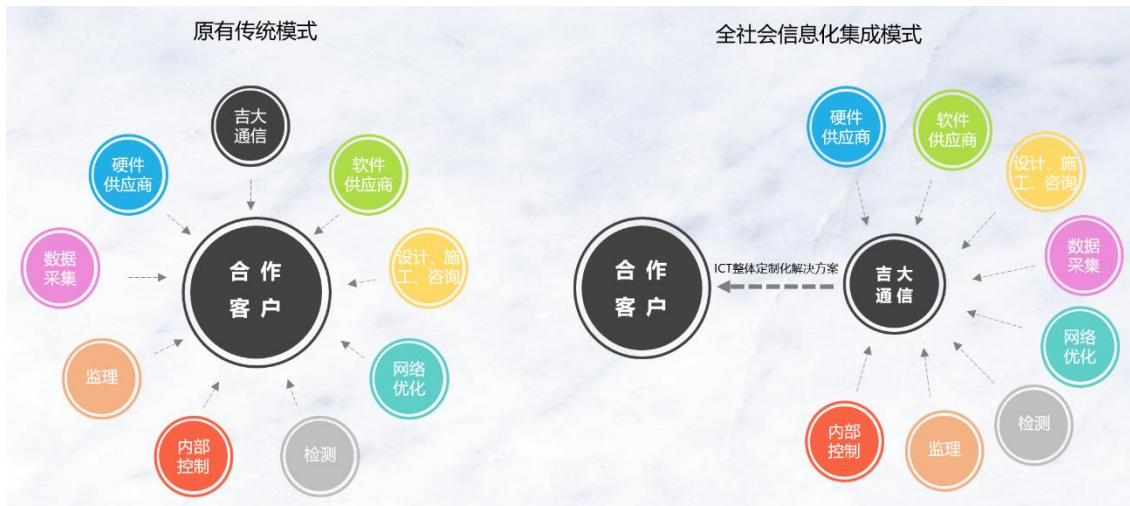 原有传统模式
吉大
通信
硬件
供应商
软件
供应商
数据
采集
合作
客户
设计、施
工、咨询
监理
网络
优化
内部
控制
检测
全社会信息化集成模式
硬件
供应商
软件
供应商
设计、施
工、咨询
数据
采集
合作
客户
ICT整体定制化解决方案
吉大
通信
网络
优化
检测
内部
控制
监理